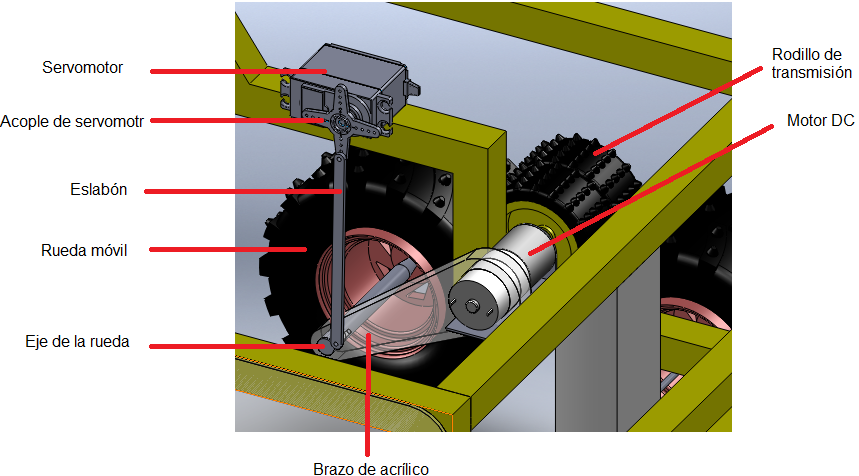 Servomotor
Acople de servomotr
Eslabón
Rueda móvil
Eje de la rueda
Brazo de acrílico
Rodillo de
transmisión
Motor DC